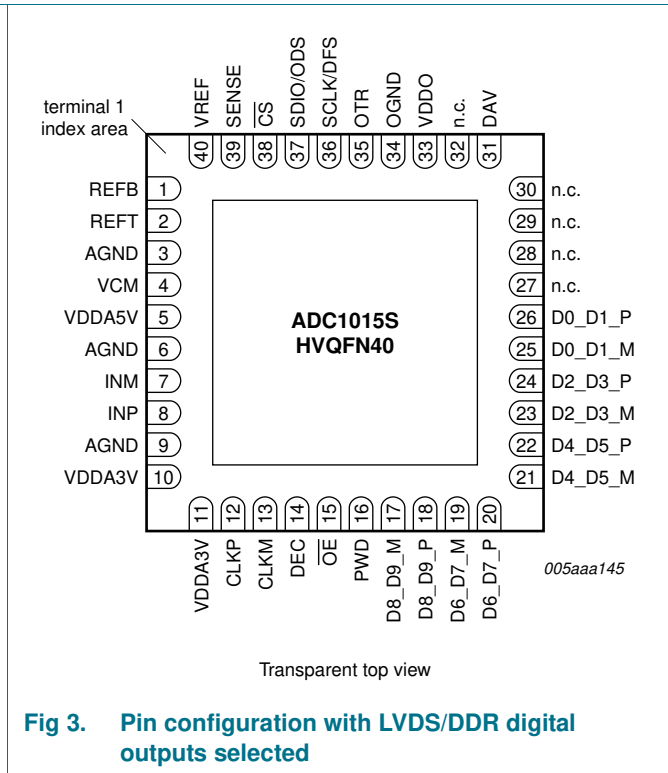 terminal 1
index area
VREF
SENSE
CS
SDIO/ODS
SCLK/DFS
OTR
OGND
VDDO
n.c.
DAV
40
39
38
37
36
35
34
33
32
31
REFB 1
REFT 2
AGND 3
VCM 4
VDDA5V 5
AGND 6
INM 7
INP 8
AGND 9
VDDA3V 10
ADC1015S
HVQFN40
30 n.c.
29 n.c.
28 n.c.
27 n.c.
26 D0_D1_P
25 D0_D1_M
24 D2_D3_P
23 D2_D3_M
22 D4_D5_P
21 D4_D5_M
11
12
13
14
15
16
17
18
19
20
VDDA3V
CLKP
CLKM
DEC
OE
PWD
D8_D9_M
D8_D9_P
D6_D7_M
D6_D7_P
005aaa145
Transparent top view
Fig 3. Pin configuration with LVDS/DDR digital
outputs selected